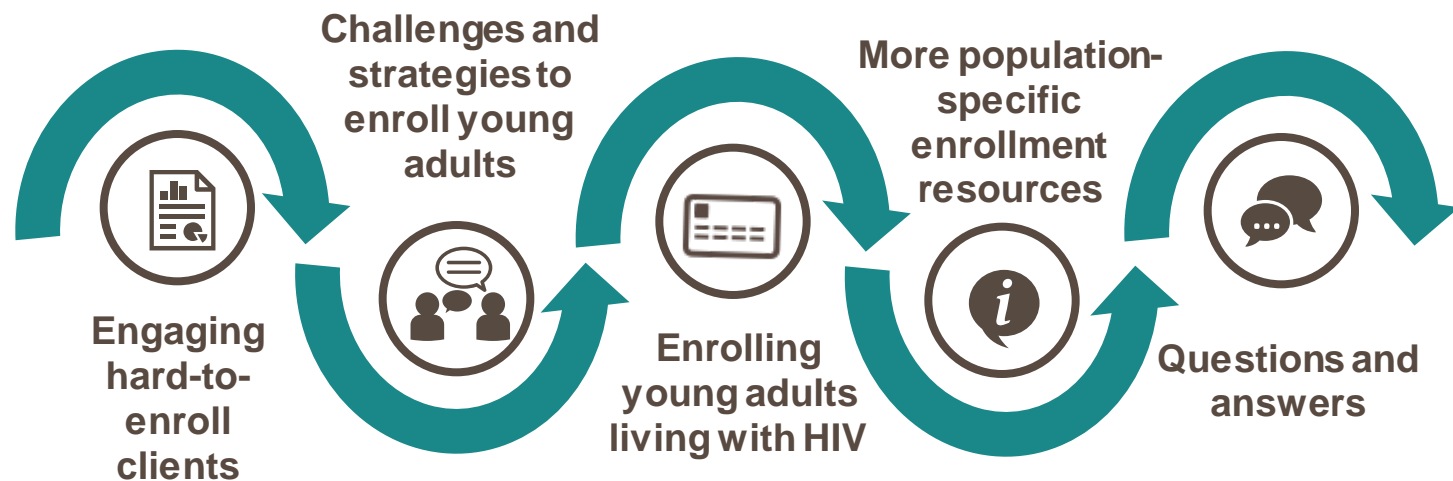 Engaging
hard-to-
enroll
clients
Challenges and
strategies to
enroll young
adults
Enrolling
young adults
living with HIV
More population-
specific
enrollment
resources
i
Questions and
answers